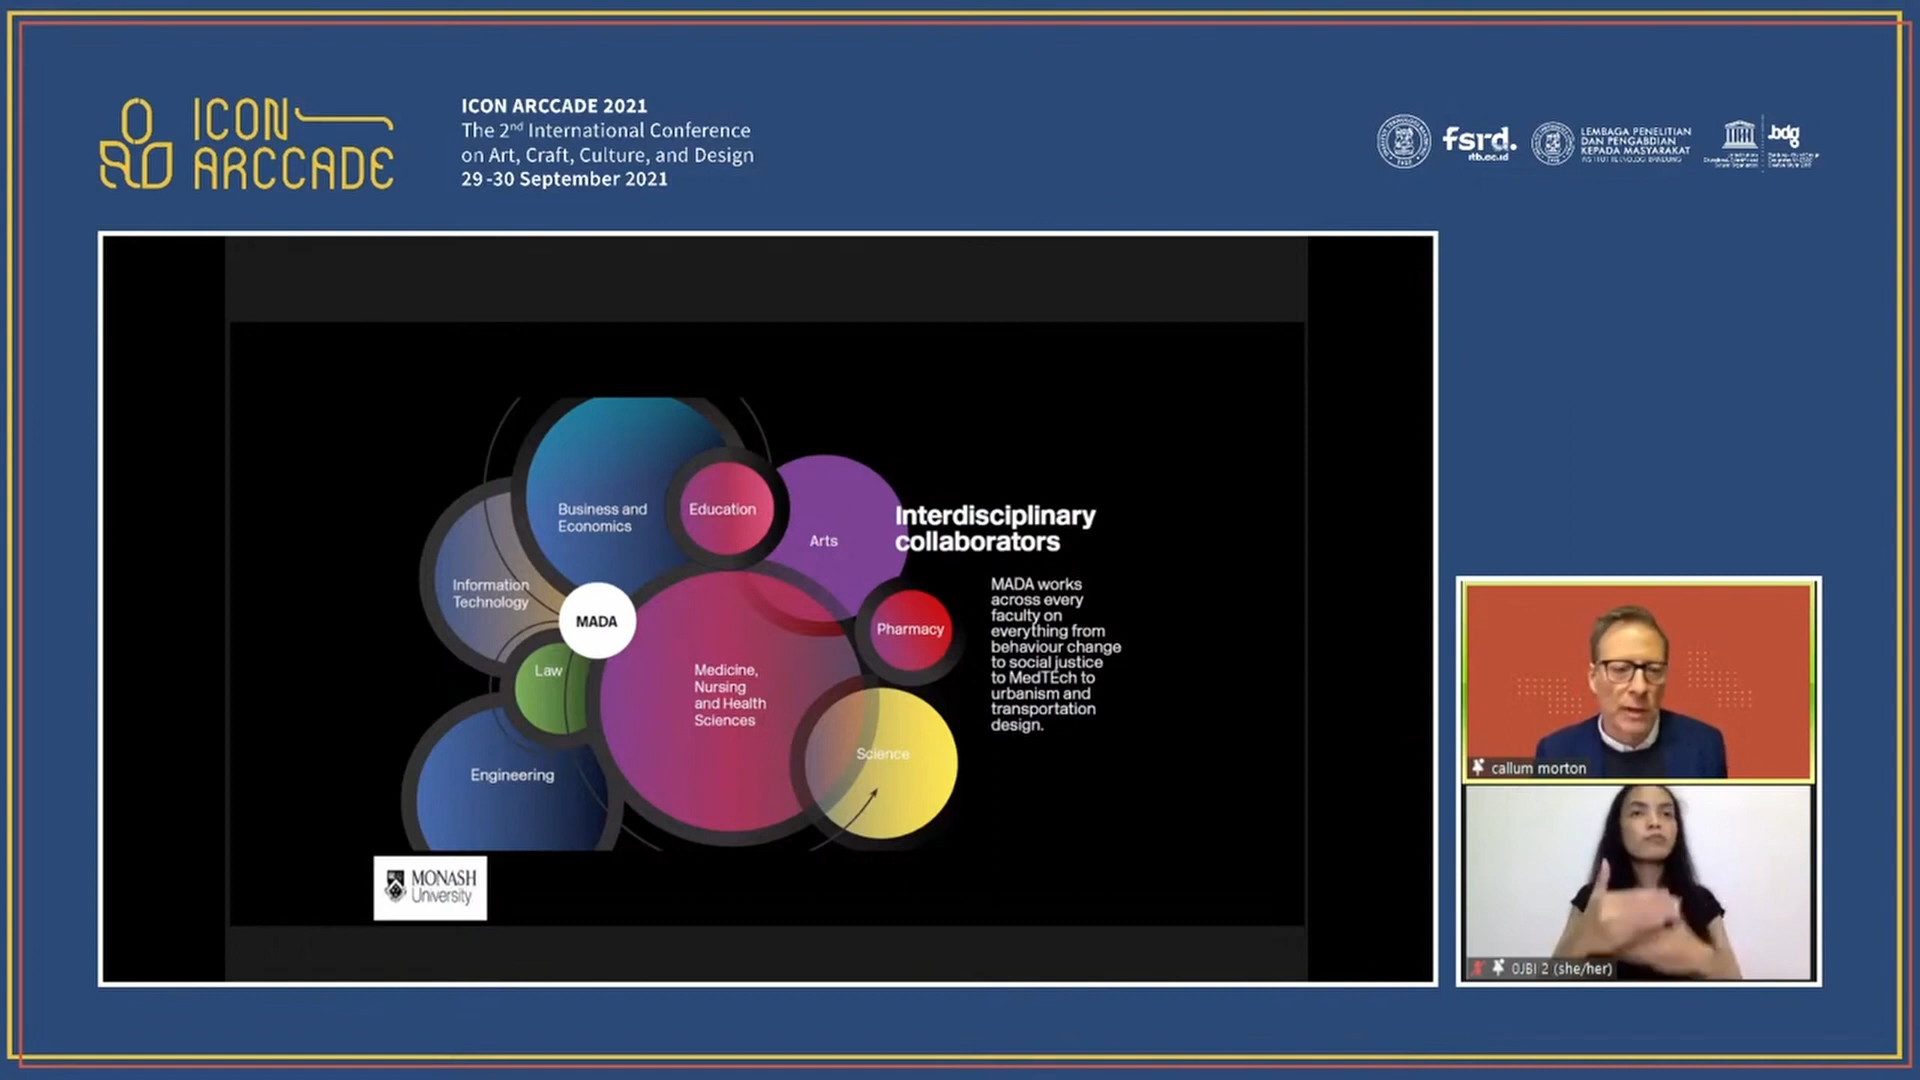 ICON
ARCCADE
ICON ARCCADE 2021
The 2nd International Conference
on Art, Craft, Culture, and Design
29-30 September 2021
fsrd.
itb.ac.id
LEMBAGA PENELITIAN
DAN PENGABDIAN
KEPADA MASYARAKAT
INSTITUT TEKNOLOGI BANDUNG
.bdg
Business and
Economics
Education
Arts
Information
Technology
MADA
Law
Medicine,
Nursing
and Health
Sciences
Pharmacy
Science
Engineering
Interdisciplinary
collaborators
MADA works
across every
faculty on
everything from
behaviour change
to social justice
to MedTEch to
urbanism and
transportation
design.
MONASH
University
callum morton
OJBI 2 (she/her)